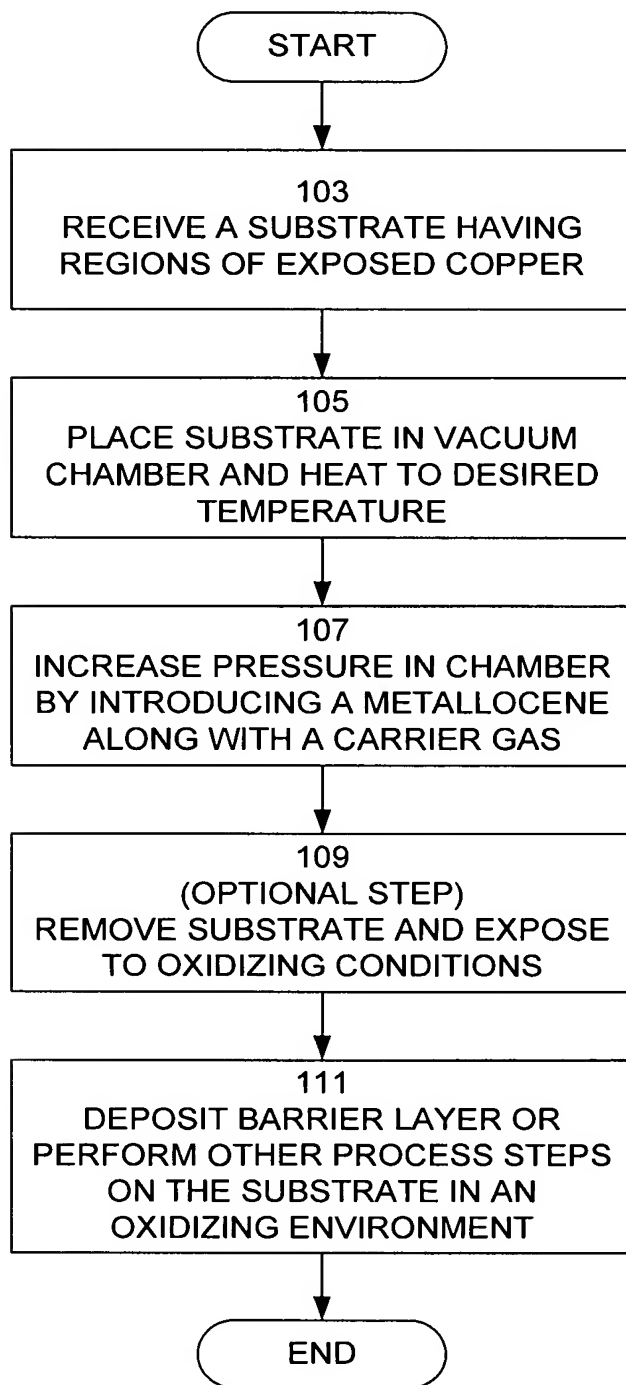 START
103
RECEIVE A SUBSTRATE HAVING
REGIONS OF EXPOSED COPPER
105
PLACE SUBSTRATE IN VACUUM
CHAMBER AND HEAT TO DESIRED
TEMPERATURE
107
INCREASE PRESSURE IN CHAMBER
BY INTRODUCING A METALLOCENE
ALONG WITH A CARRIER GAS
109
(OPTIONAL STEP)
REMOVE SUBSTRATE AND EXPOSE
TO OXIDIZING CONDITIONS
111
DEPOSIT BARRIER LAYER OR
PERFORM OTHER PROCESS STEPS
ON THE SUBSTRATE IN AN
OXIDIZING ENVIRONMENT
END